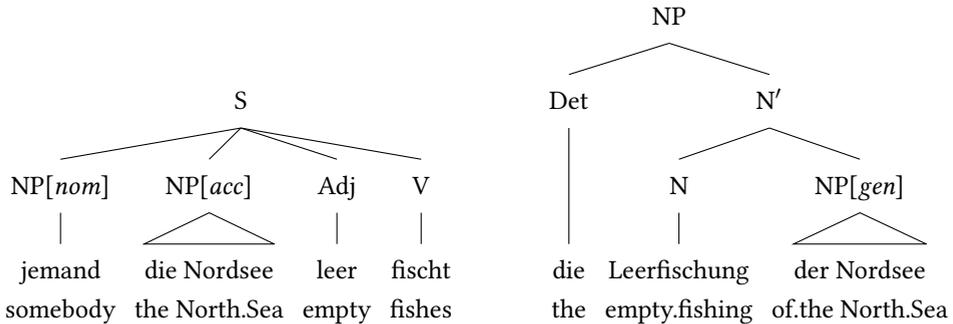 NP
S Det N′
NP[nom] NP[acc] Adj V N NP[gen]
jemand die Nordsee leer fischt die Leerfischung der Nordsee
somebody the North.Sea empty fishes the empty.fishing of.the North.Sea